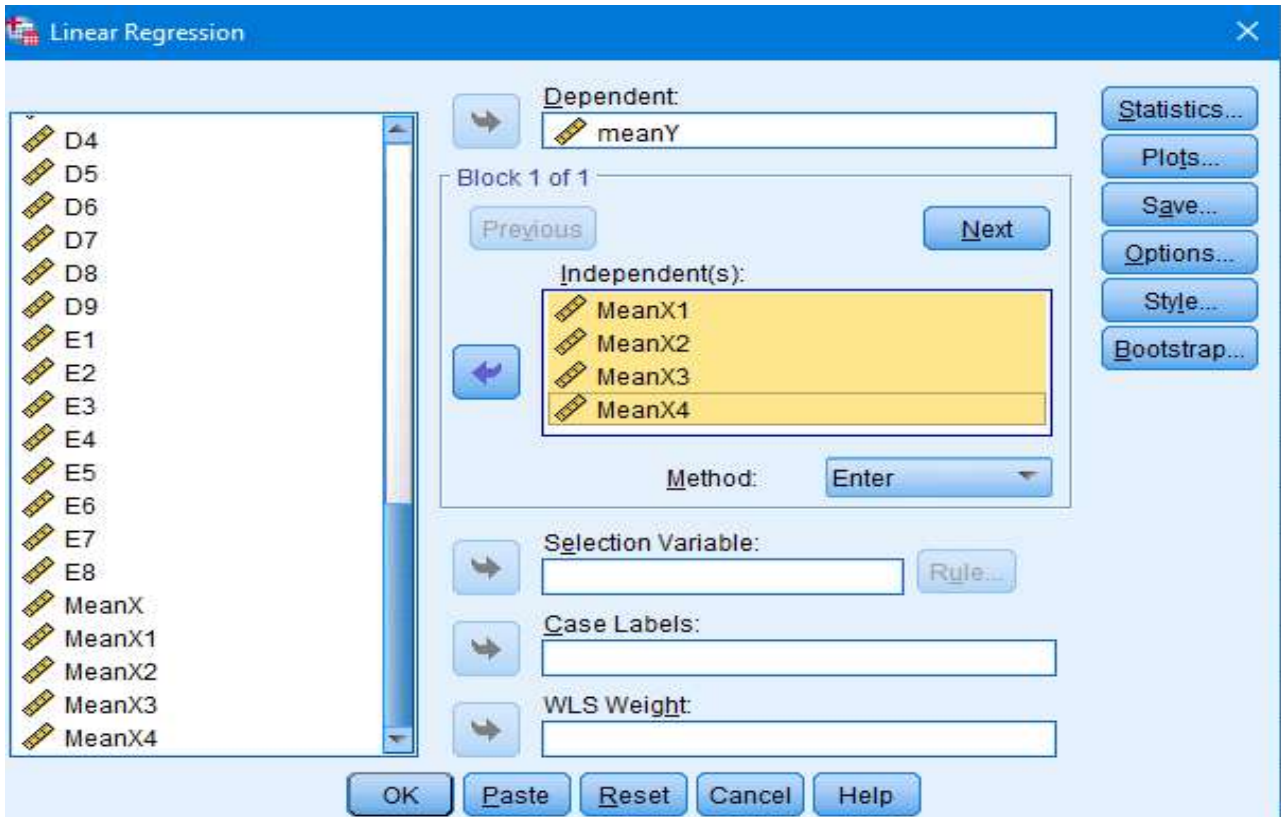 Linear Regression
D4
D5
D6
D7
D8
D9
E1
E2
E3
E4
E5
E6
E7
E8
MeanX
MeanX1
MeanX2
MeanX3
MeanX4
Dependent:
meanY
Block 1 of 1
Previous
Next
Independent(s):
MeanX1
MeanX2
MeanX3
MeanX4
Method:
Enter
Selection Variable:
Rule...
Case Labels:
WLS Weight:
Statistics...
Plots...
Save...
Options...
Style...
Bootstrap...
OK
Paste
Reset
Cancel
Help